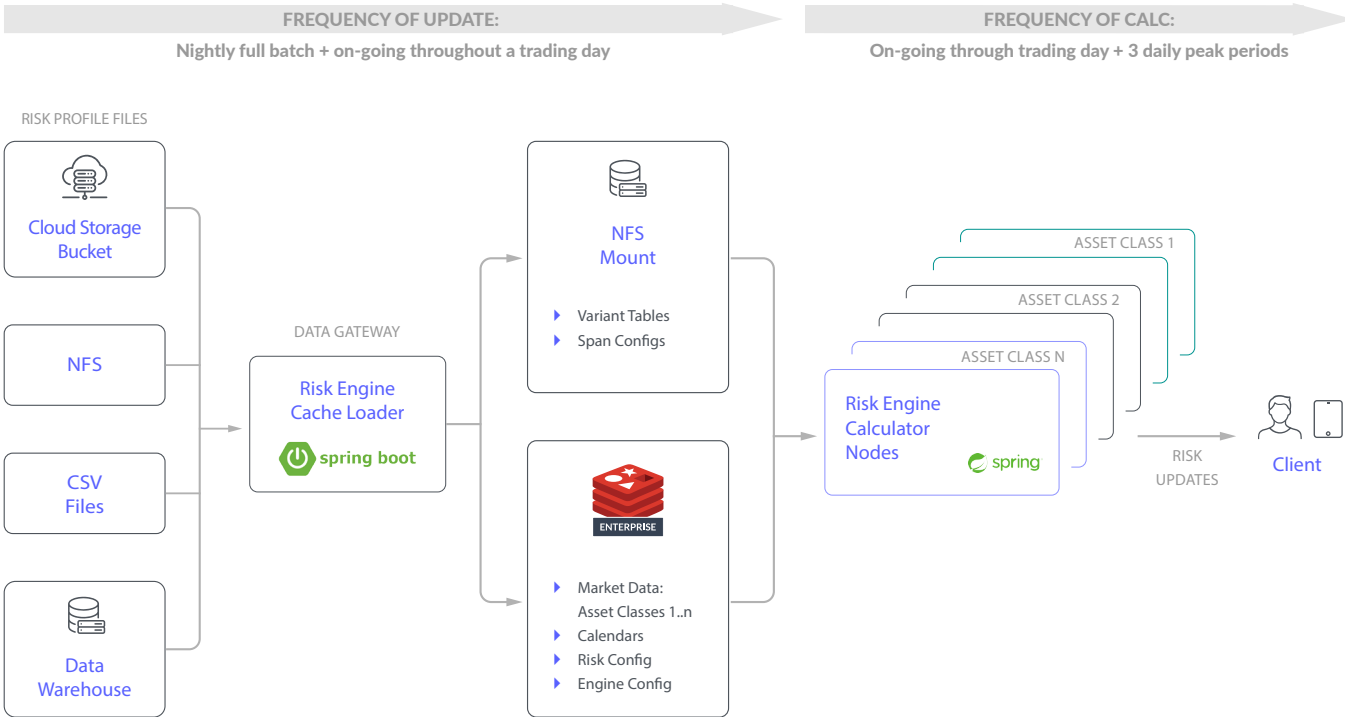 FREQUENCY OF UPDATE:
Nightly full batch + on-going throughout a trading day
FREQUENCY OF CALC:
On-going through trading day + 3 daily peak periods
RISK PROFILE FILES
Cloud Storage
Bucket
NFS
CSV
Files
Data
Warehouse
DATA GATEWAY
Risk Engine
Cache Loader
spring boot
NFS
Mount
Variant Tables
Span Configs
ENTERPRISE
Market Data:
Asset Classes 1..n
Calendars
Risk Config
Engine Config
ASSET CLASS 1
ASSET CLASS 2
ASSET CLASS N
Risk Engine
Calculator
Nodes
spring
RISK
UPDATES
Client